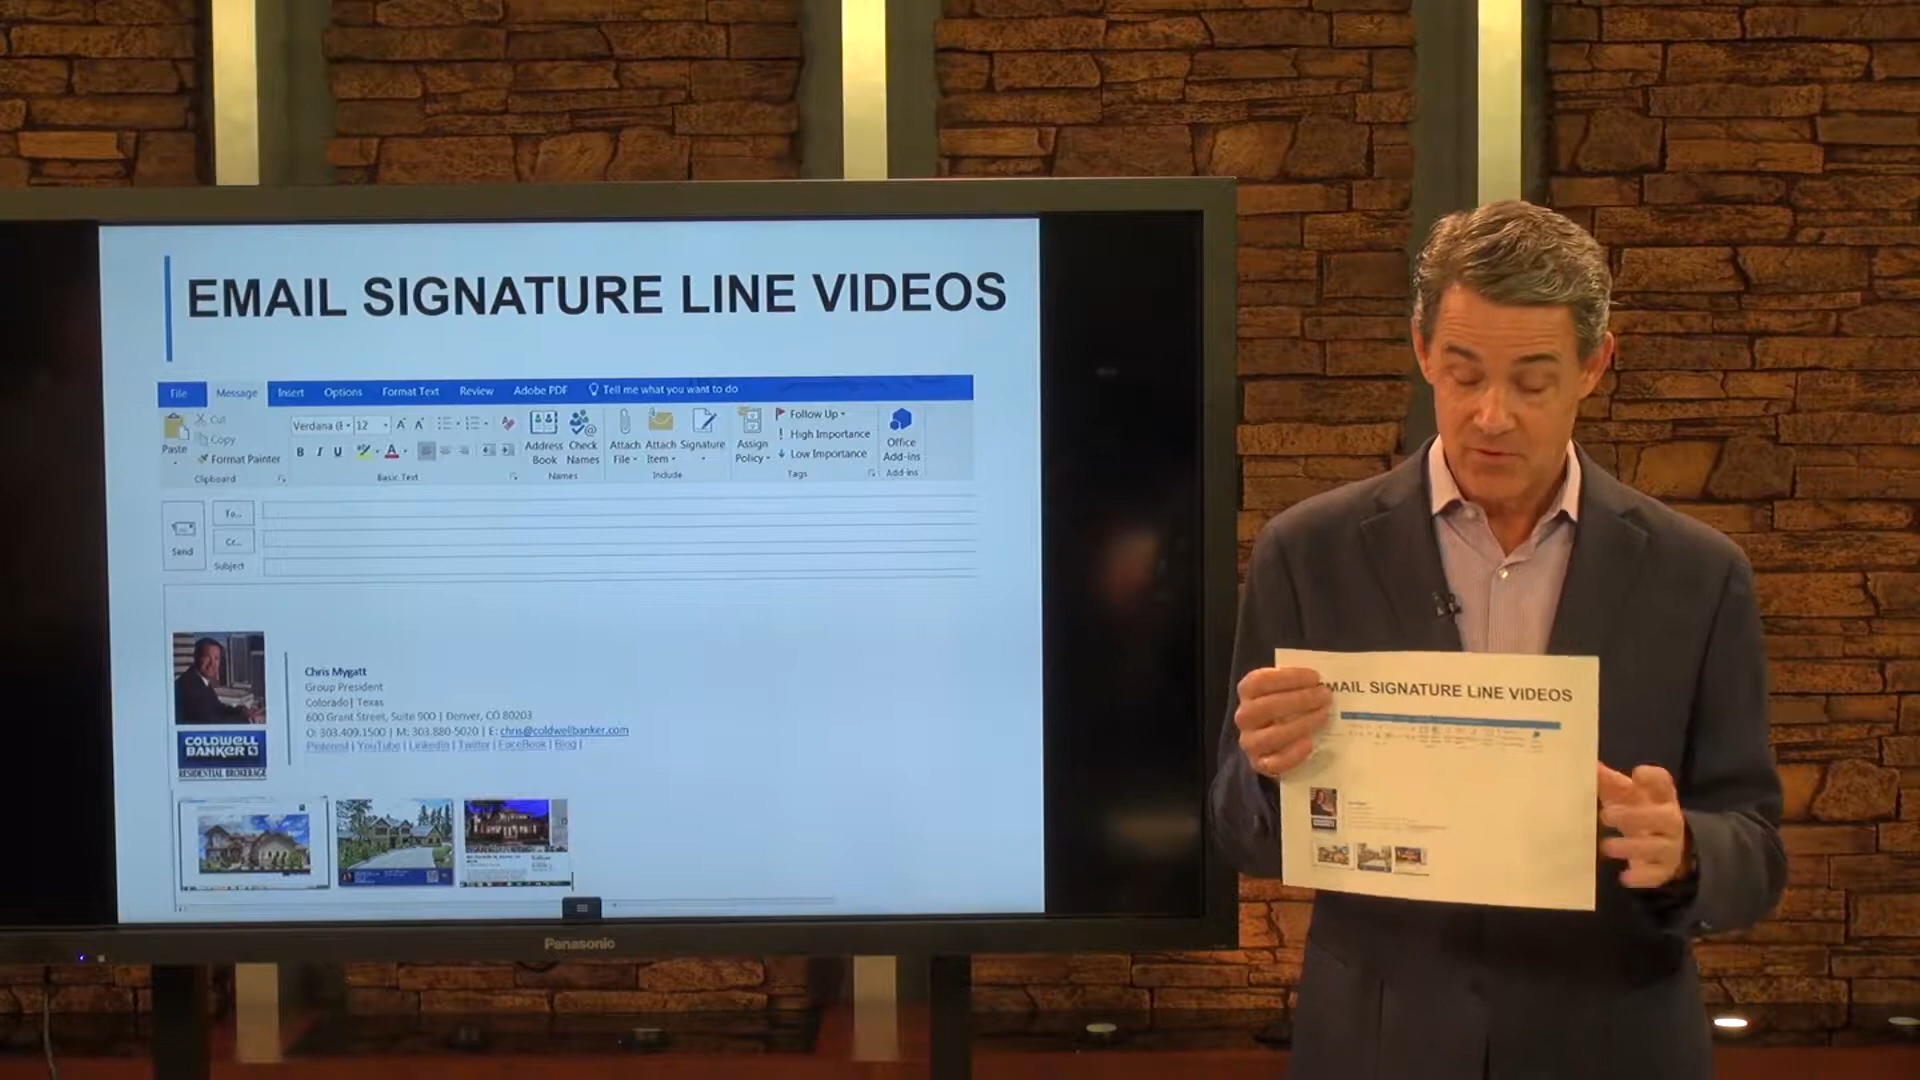 EMAIL SIGNATURE LINE VIDEOS
File Message Insert Options Format Text Review Adobe PDF Tell me what you want to do
Cut
Copy
Format Painter
Paste
Clipboard
Verdana (E 12
B I U
Basic Text
Address Book
Check Names
Names
Attach File
Attach Item
Signature
Include
Assign Policy
Follow Up
High Importance
Low Importance
Tags
Office Add-ins
Add-ins
Send
To...
Cc...
Subject
Chris Mygatt
Group President
Colorado| Texas
600 Grant Street, Suite 900 | Denver, CO 80203
O: 303.409.1500 | M: 303.880-5020 | E: chris@coldwellbanker.com
Pinterest | YouTube | LinkedIn | Twitter | FaceBook | Blog |
COLDWELL
BANKER
RESIDENTIAL BROKERAGE
Panasonic
MAIL SIGNATURE LINE VIDEOS